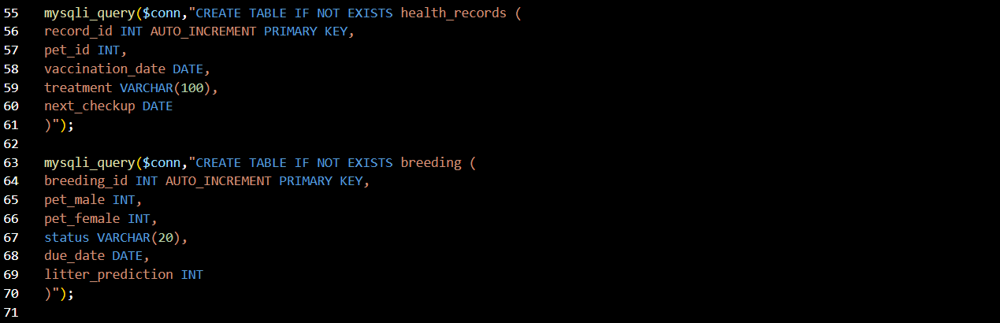 55 mysqli_query($conn,"CREATE TABLE IF NOT EXISTS health_records (
56 record_id INT AUTO_INCREMENT PRIMARY KEY,
57 pet_id INT,
58 vaccination_date DATE,
59 treatment VARCHAR(100),
60 next_checkup DATE
61 )");
62
63 mysqli_query($conn,"CREATE TABLE IF NOT EXISTS breeding (
64 breeding_id INT AUTO_INCREMENT PRIMARY KEY,
65 pet_male INT,
66 pet_female INT,
67 status VARCHAR(20),
68 due_date DATE,
69 litter_prediction INT
70 )");
71